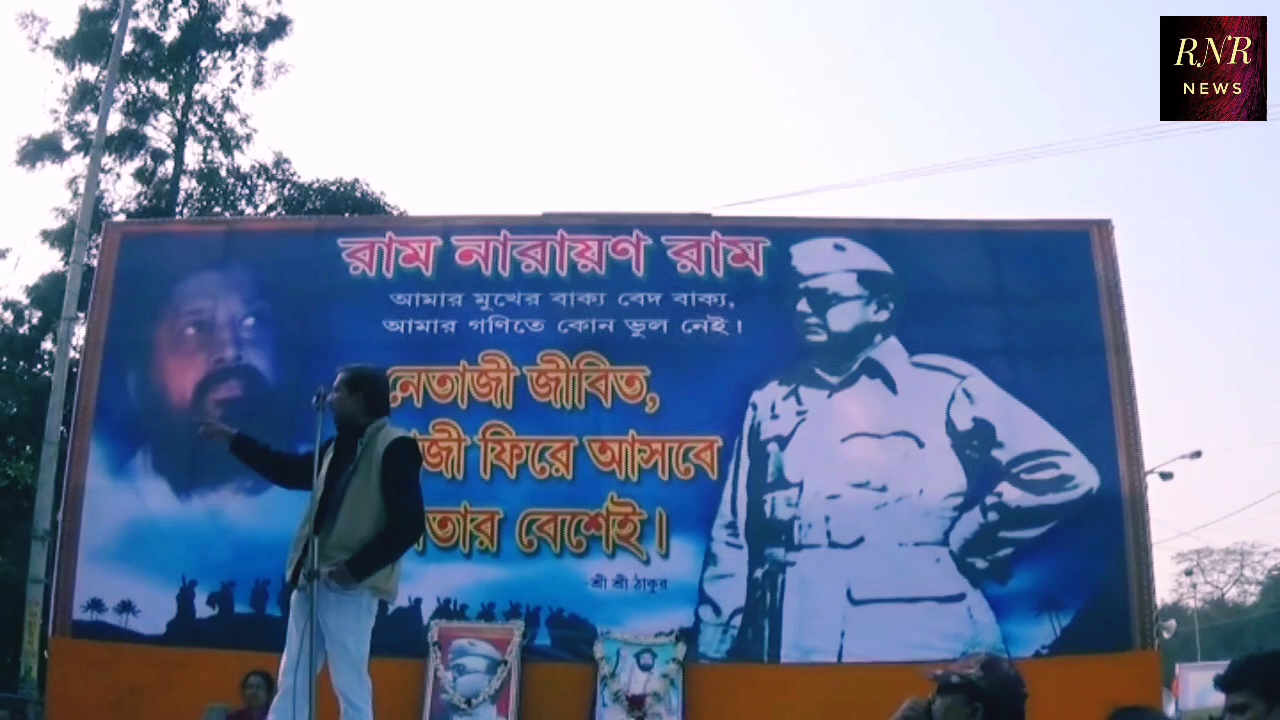 RNR
NEWS
রাম নারায়ণ রাম
আমার মুখের বাক্য বেদ বাক্য,
আমার গণিতে কোন ভুল নেই।
নেতাজী জীবিত,
ফিরে আসবে
বেশেই।
-শ্রী শ্রী ঠাকুর